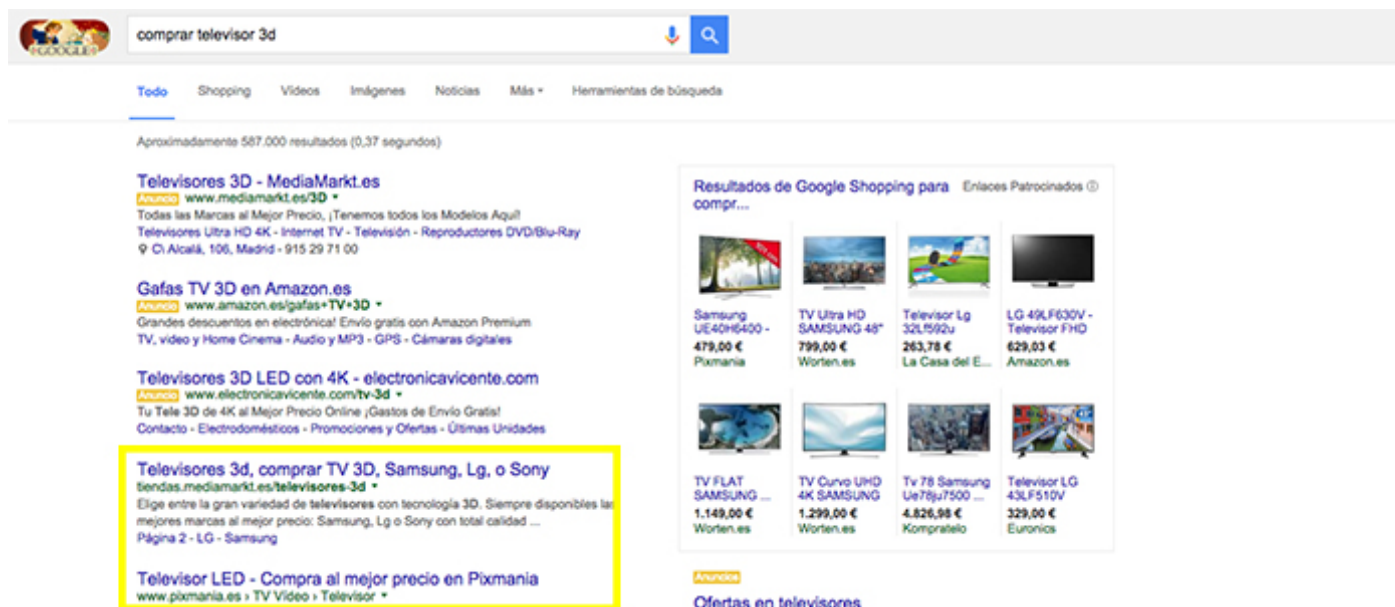 GOOGLE
comprar televisor 3d
Todo Shopping Vídeos Imágenes Noticias Más Herramientas de búsqueda
Aproximadamente 587.000 resultados (0,37 segundos)
Televisores 3D - MediaMarkt.es
Anuncio www.mediamarkt.es/3D
Todas las Marcas al Mejor Precio, ¡Tenemos todos los Modelos Aquí!
Televisores Ultra HD 4K - Internet TV - Televisión - Reproductores DVD/Blu-Ray
C\ Alcalá, 106, Madrid - 915 29 71 00
Gafas TV 3D en Amazon.es
Anuncio www.amazon.es/gafas+TV+3D
Grandes descuentos en electrónica! Envío gratis con Amazon Premium
TV, video y Home Cinema - Audio y MP3 - GPS - Cámaras digitales
Televisores 3D LED con 4K - electronicavicente.com
Anuncio www.electronicavicente.com/tv-3d
Tu Tele 3D de 4K al Mejor Precio Online ¡Gastos de Envío Gratis!
Contacto - Electrodomésticos - Promociones y Ofertas - Últimas Unidades
Televisores 3d, comprar TV 3D, Samsung, Lg, o Sony
tiendas.mediamarkt.es/televisores-3d
Elige entre la gran variedad de televisores con tecnología 3D. Siempre disponibles las
mejores marcas al mejor precio: Samsung, Lg o Sony con total calidad ...
Página 2 - LG - Samsung
Televisor LED - Compra al mejor precio en Pixmania
www.pixmania.es › TV Vídeo › Televisor
Resultados de Google Shopping para Enlaces Patrocinados
compr...
Samsung TV Ultra HD Televisor Lg LG 49LF630V -
UE40H6400 - SAMSUNG 48" 32Lf592u Televisor FHD
479,00 € 799,00 € 263,78 € 629,03 €
Pixmania Worten.es La Casa del E... Amazon.es
TV FLAT TV Curvo UHD Tv 78 Samsung Televisor LG
SAMSUNG ... 4K SAMSUNG Ue78ju7500 ... 43LF510V
1.149,00 € 1.299,00 € 4.826,98 € 329,00 €
Worten.es Worten.es Kompratelo Euronics
Anuncios
Ofertas en televisores